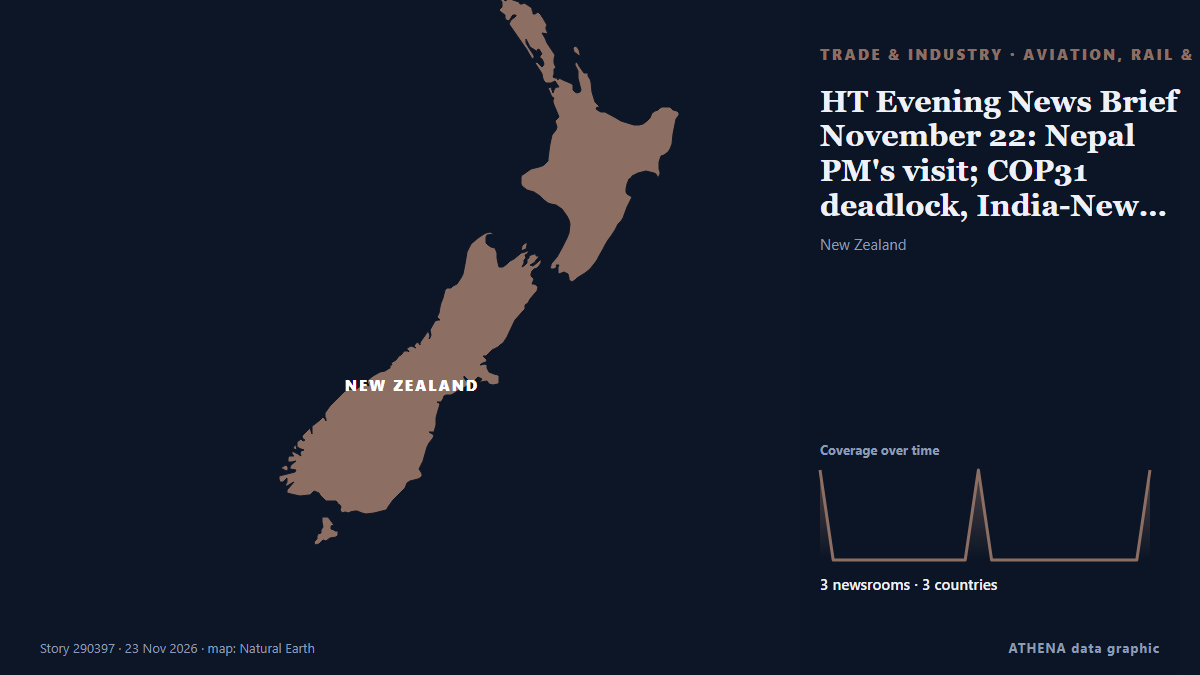 TRADE & INDUSTRY · AVIATION, RAIL &
HT Evening News Brief
November 22: Nepal
PM's visit; COP31
deadlock, India-New...
New Zealand
NEW ZEALAND
Coverage over time
3 newsrooms · 3 countries
Story 290397 · 23 Nov 2026 · map: Natural Earth
ATHENA data graphic